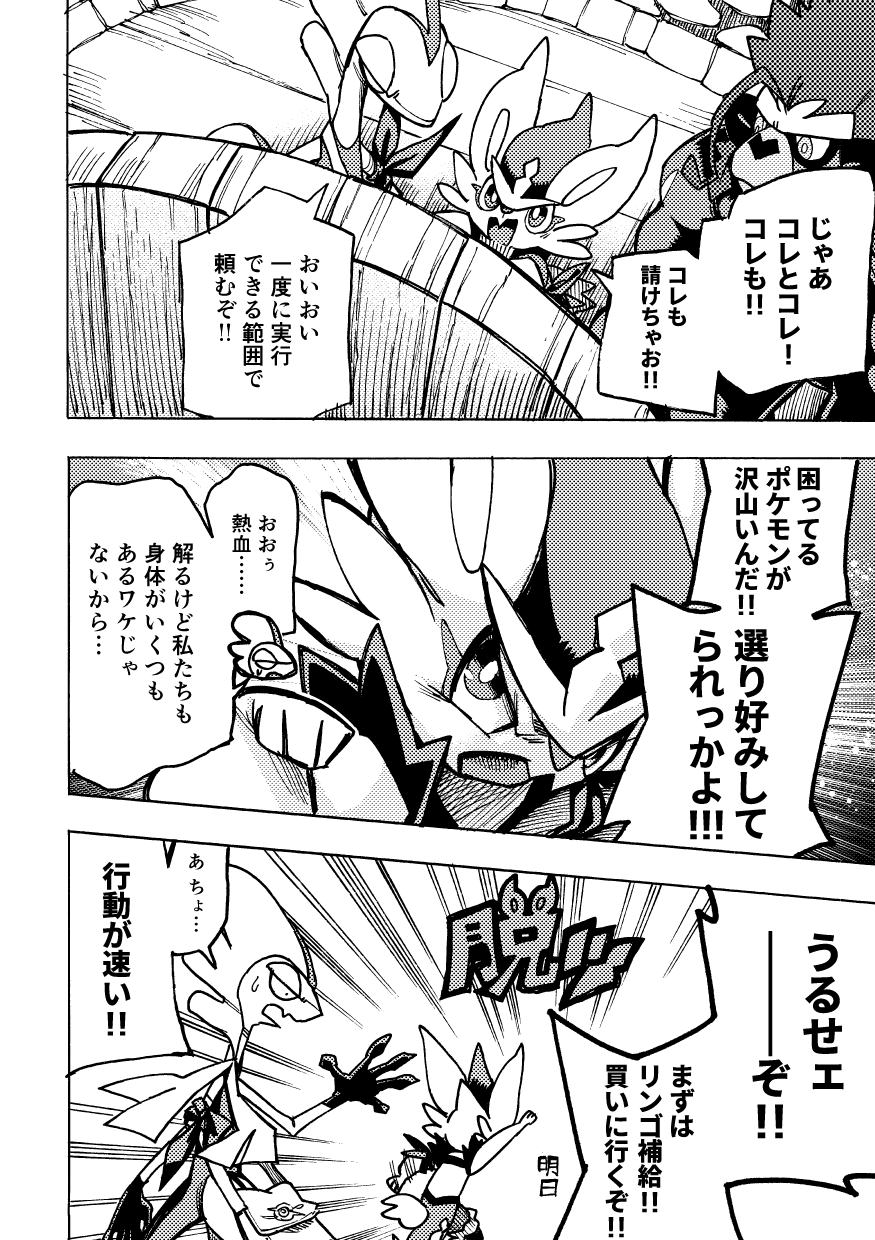 じゃあ
コレとコレ!
コレも!!
コレも
請けちゃお!!
おいおい
一度に実行
できる範囲で
頼むぞ!!
困ってる
ポケモンが
沢山いんだ!!
選り好みして
られっかよ!!!
おおぅ
熱血……
解るけど私たちも
身体がいくつも
あるワケじゃ
ないから…
うるせェ
――ぞ!!
まずは
リンゴ補給!!
買いに行くぞ!!
脱ッ
明日
あちょ…
行動が速い!!